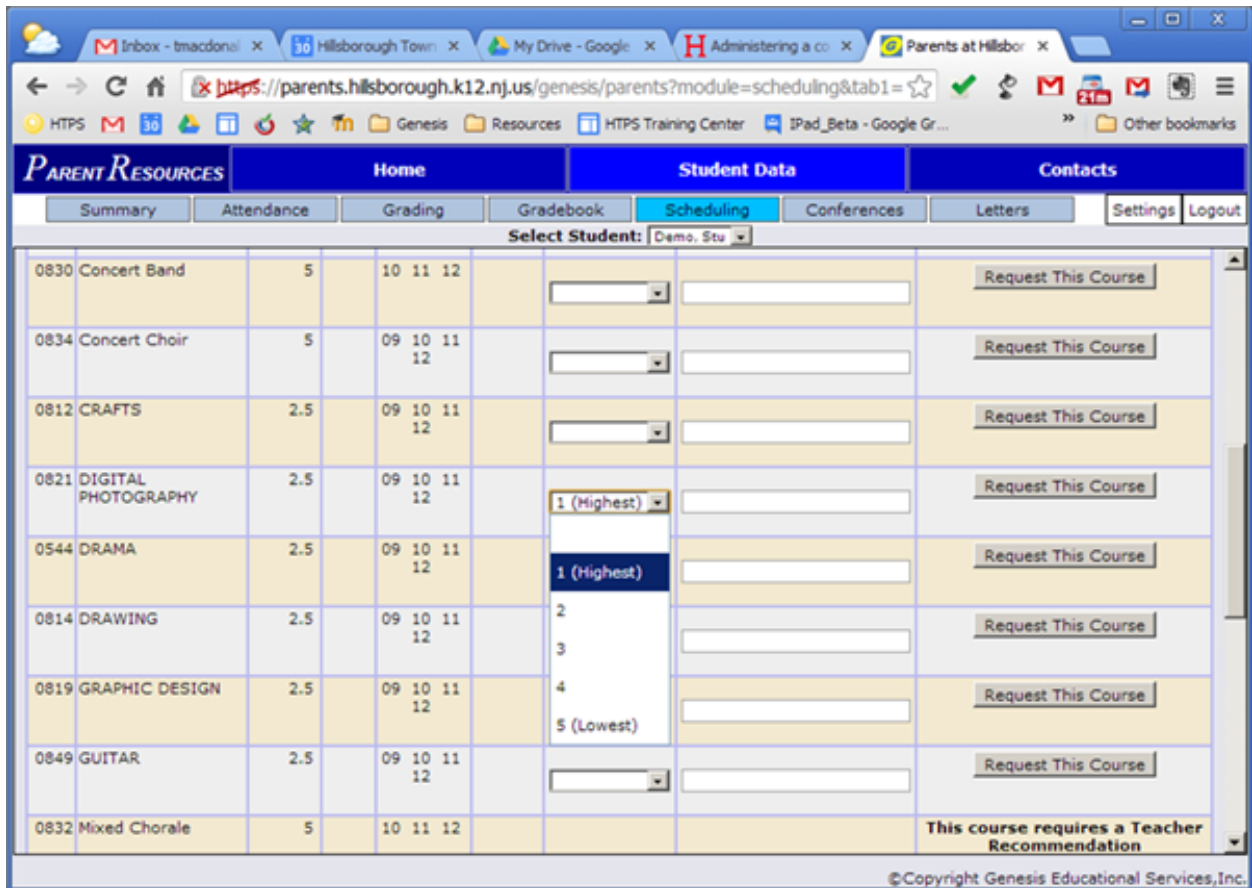 Inbox - tmacdonal x
30 Hillsborough Town x
My Drive - Google x
H Administering a co x
Parents at Hillsbor x
https://parents.hillsborough.k12.nj.us/genesis/parents?module=scheduling&tab1=
21m
HTPS 30 Genesis Resources HTPS Training Center IPad_Beta - Google Gr... » Other bookmarks
PARENT RESOURCES Home Student Data Contacts
Summary Attendance Grading Gradebook Scheduling Conferences Letters Settings Logout
Select Student: Demo, Stu
0830 Concert Band 5 10 11 12 Request This Course
0834 Concert Choir 5 09 10 11 Request This Course
12
0812 CRAFTS 2.5 09 10 11 Request This Course
12
0821 DIGITAL 2.5 09 10 11 Request This Course
PHOTOGRAPHY 12
1 (Highest)
0544 DRAMA 2.5 09 10 11 Request This Course
12
1 (Highest)
0814 DRAWING 2.5 09 10 11 Request This Course
2
12
3
0819 GRAPHIC DESIGN 2.5 09 10 11 4 Request This Course
12
5 (Lowest)
0849 GUITAR 2.5 09 10 11 Request This Course
12
0832 Mixed Chorale 5 10 11 12 This course requires a Teacher
Recommendation
©Copyright Genesis Educational Services,Inc.